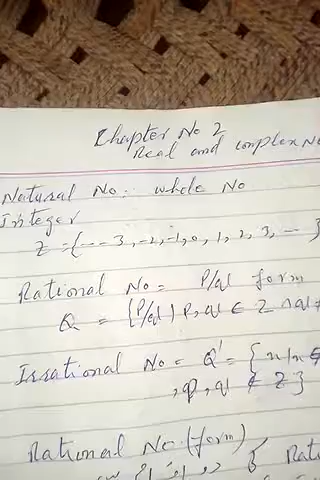 Chapter No 2
Real and complex No
Natural No: whole No
Integer
Z = {--- 3, -2, -1, 0, 1, 2, 3, --- }
Rational No = P/q form
Q = {P/q | P, q ∈ Z ∧ q ≠
Irrational No = Q' = { x/x ∉
, p, q ∉ Z }
Rational No. (form)